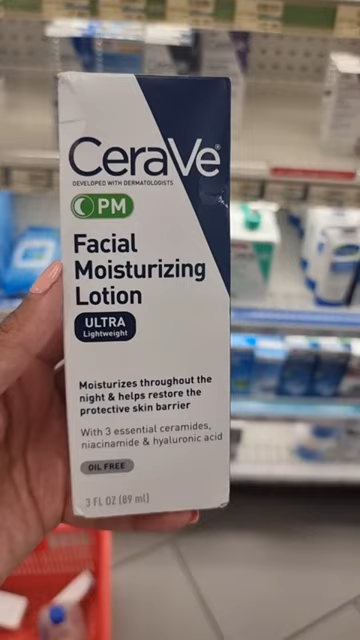 CeraVe®
DEVELOPED WITH DERMATOLOGISTS
PM
Facial
Moisturizing
Lotion
ULTRA
Lightweight
Moisturizes throughout the
night & helps restore the
protective skin barrier
With 3 essential ceramides,
niacinamide & hyaluronic acid
OIL FREE
3 FL OZ (89 ml)